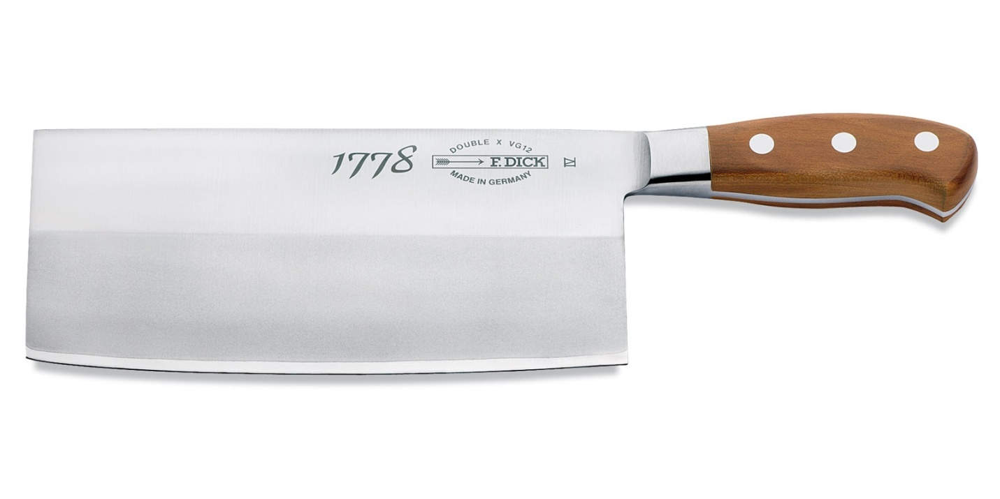 1778
DOUBLE X VG12
F. DICK
MADE IN GERMANY